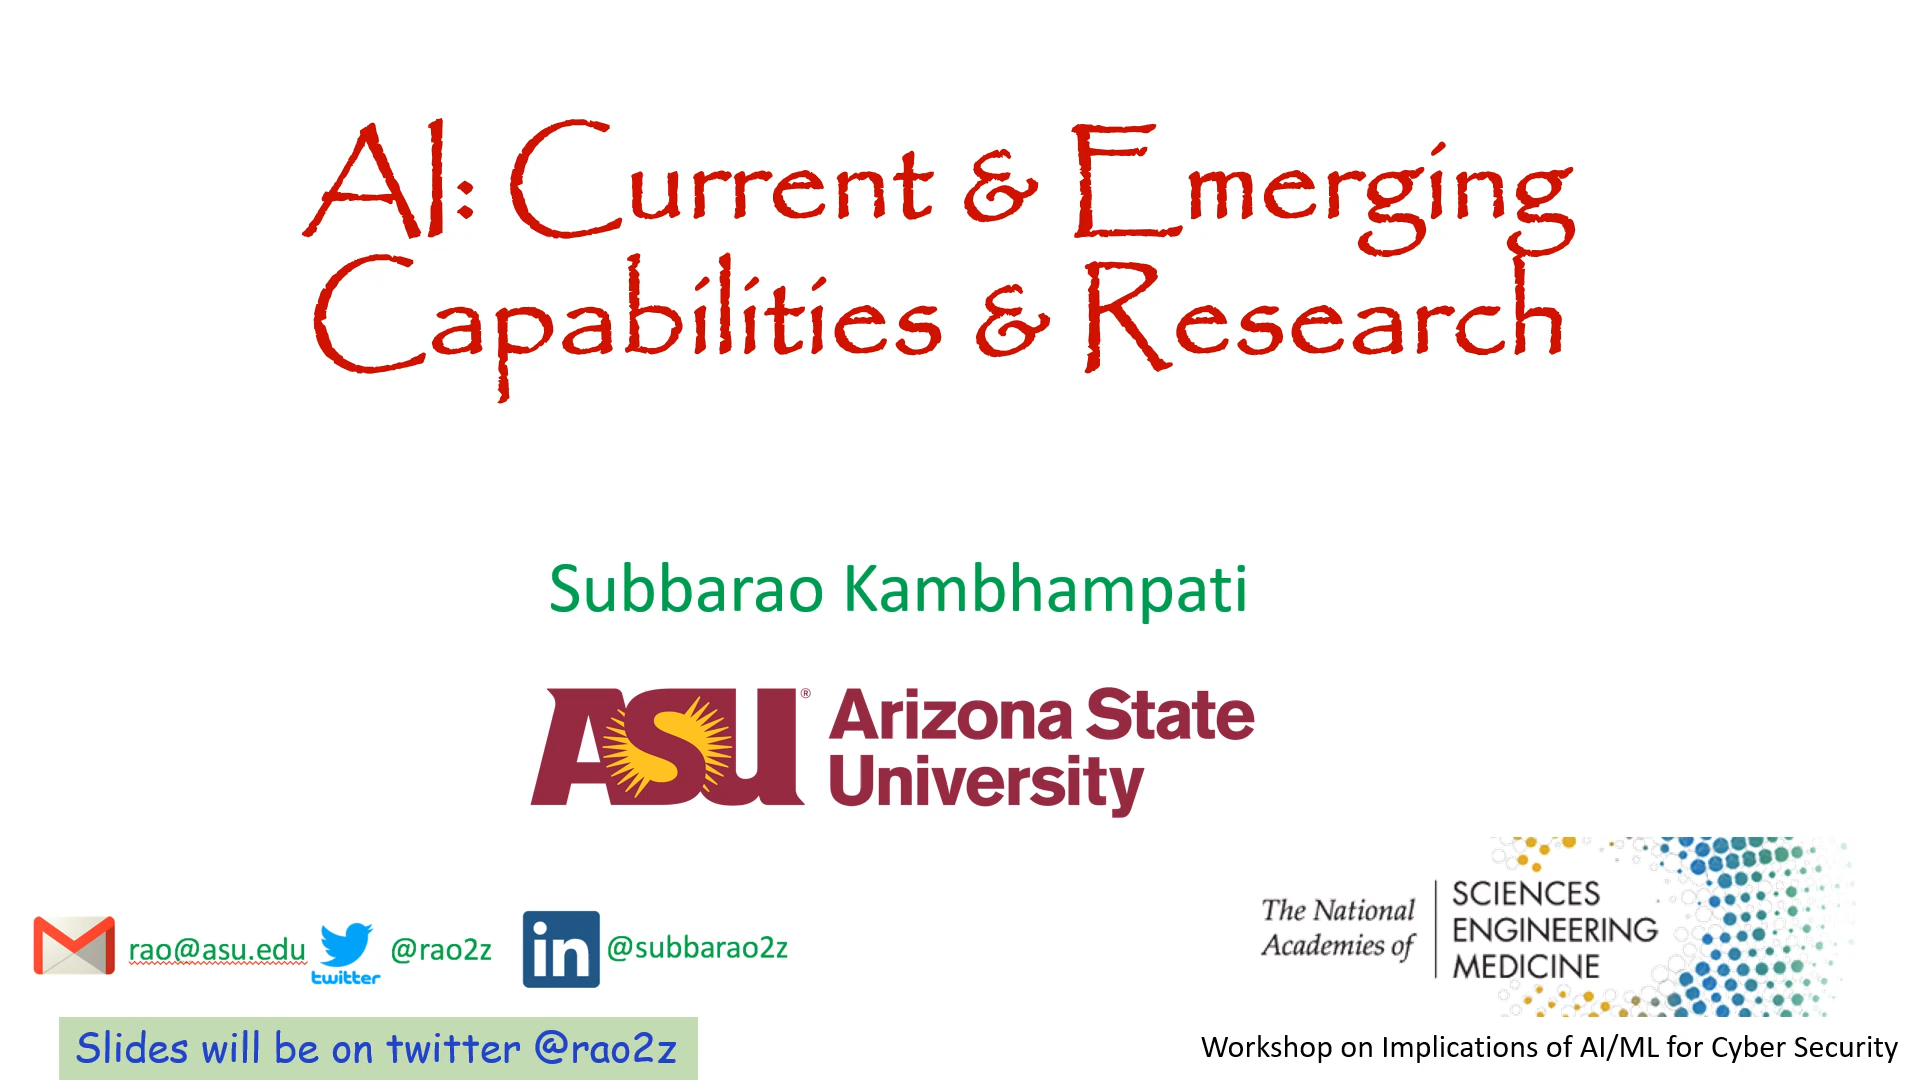 AI: Current & Emerging
Capabilities & Research
Subbarao Kambhampati
ASU® Arizona State
University
rao@asu.edu
twitter
@rao2z
in
@subbarao2z
Slides will be on twitter @rao2z
The National
Academies of
SCIENCES
ENGINEERING
MEDICINE
Workshop on Implications of AI/ML for Cyber Security